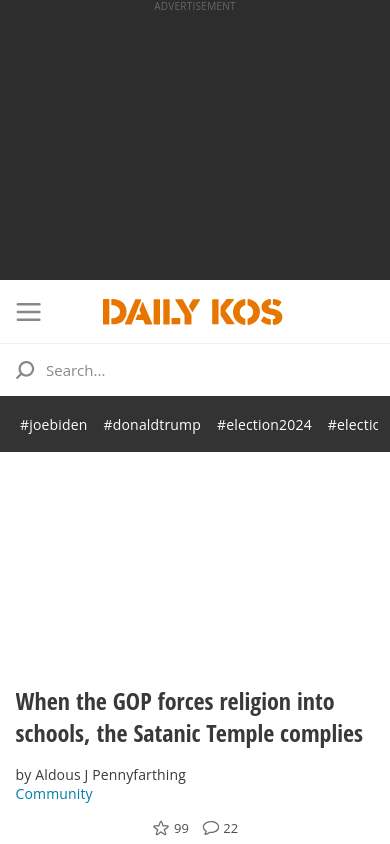 ADVERTISEMENT
DAILY KOS
Search...
#joebiden #donaldtrump #election2024 #electic
When the GOP forces religion into
schools, the Satanic Temple complies
by Aldous J Pennyfarthing
Community
99 22